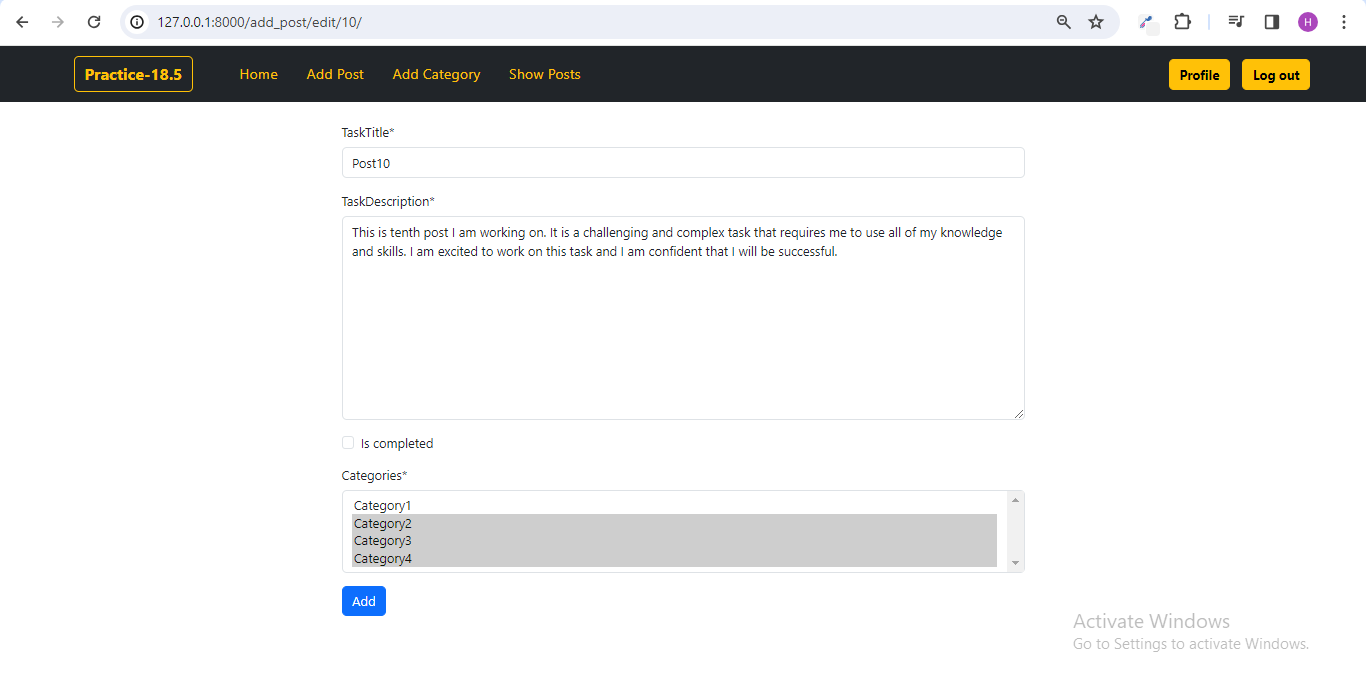 127.0.0.1:8000/add_post/edit/10/
H
Practice-18.5 Home Add Post Add Category Show Posts Profile Log out
TaskTitle*
Post10
TaskDescription*
This is tenth post I am working on. It is a challenging and complex task that requires me to use all of my knowledge
and skills. I am excited to work on this task and I am confident that I will be successful.
Is completed
Categories*
Category1
Category2
Category3
Category4
Add
Activate Windows
Go to Settings to activate Windows.